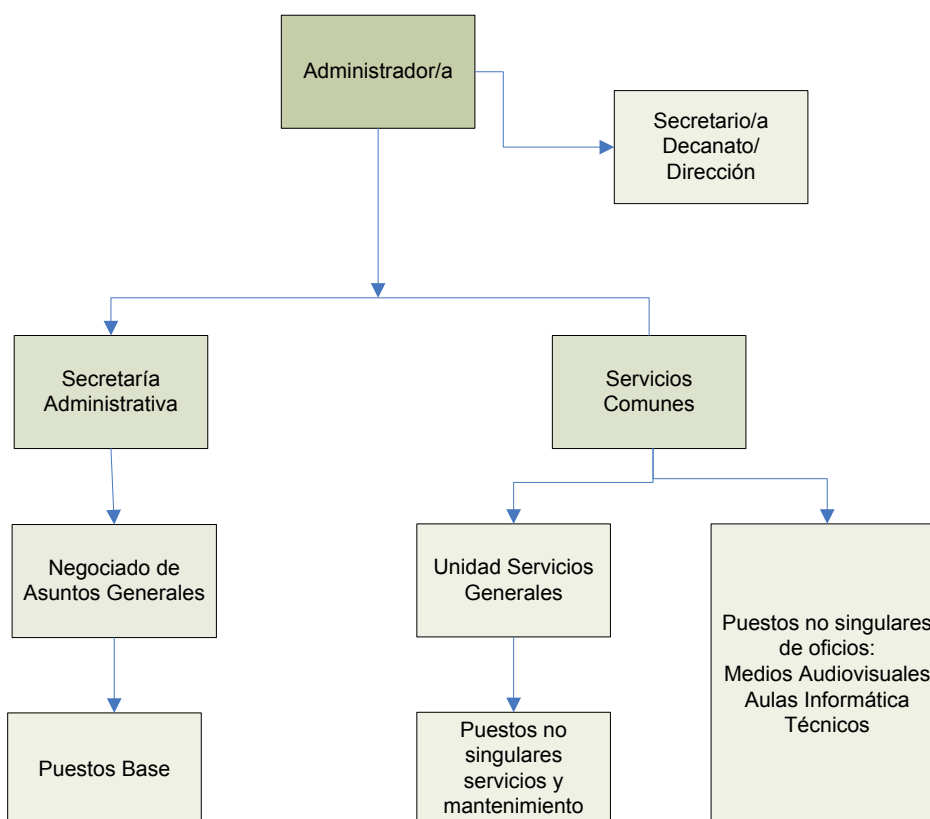 Administrador/a
Secretario/a
Decanato/
Dirección
Secretaría
Administrativa
Servicios
Comunes
Negociado de
Asuntos Generales
Unidad Servicios
Generales
Puestos no singulares
de oficios:
Medios Audiovisuales
Aulas Informática
Técnicos
Puestos Base
Puestos no
singulares
servicios y
mantenimiento